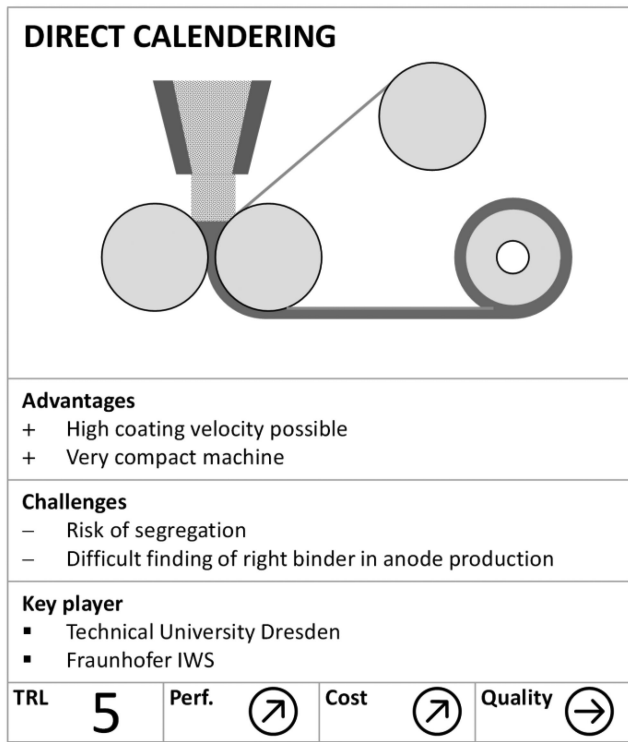 DIRECT CALENDERING
Advantages
+ High coating velocity possible
+ Very compact machine
Challenges
– Risk of segregation
– Difficult finding of right binder in anode production
Key player
▪ Technical University Dresden
▪ Fraunhofer IWS
TRL 5 Perf. ↗ Cost ↗ Quality →